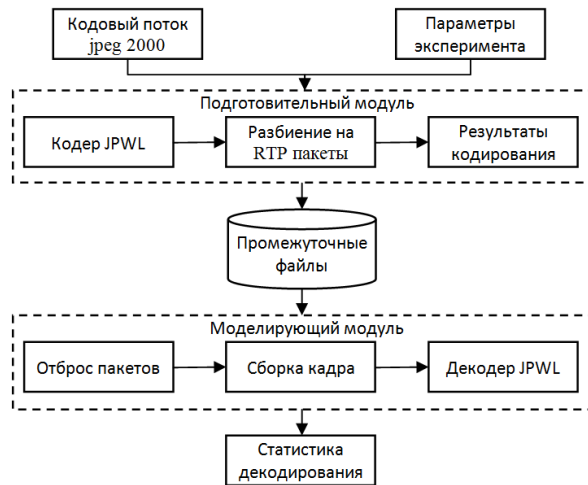 Кодовый поток
jpeg 2000
Параметры
эксперимента
Подготовительный модуль
Кодер JPWL
Разбиение на
RTP пакеты
Результаты
кодирования
Промежуточные
файлы
Моделирующий модуль
Отброс пакетов
Сборка кадра
Декодер JPWL
Статистика
декодирования